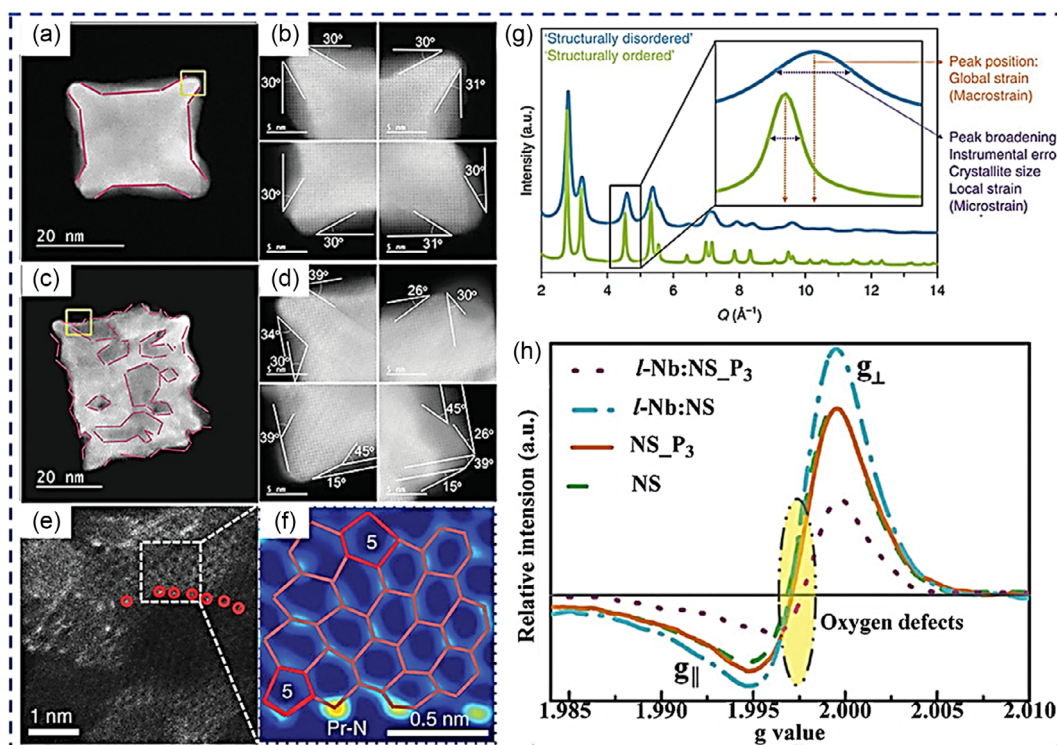 (a)
20 nm
(b)
30°
30°
30°
31°
5 nm
5 nm
30°
30°
30°
31°
5 nm
5 nm
(c)
20 nm
(d)
39°
34°
30°
26°
30°
5 nm
5 nm
39°
45°
15°
45°
26°
39°
15°
5 nm
5 nm
(e)
1 nm
(f)
5
5
Pr-N
0.5 nm
(g)
'Structurally disordered'
'Structurally ordered'
Peak position:
Global strain
(Macrostrain)
Peak broadening
Instrumental erro
Crystallite size
Local strain
(Microstrain)
Intensity (a.u.)
2 4 6 8 10 12 14
Q (Å⁻¹)
(h)
l-Nb:NS_P₃
l-Nb:NS
NS_P₃
NS
g⊥
g∥
Oxygen defects
Relative intension (a.u.)
1.985 1.990 1.995 2.000 2.005 2.010
g value